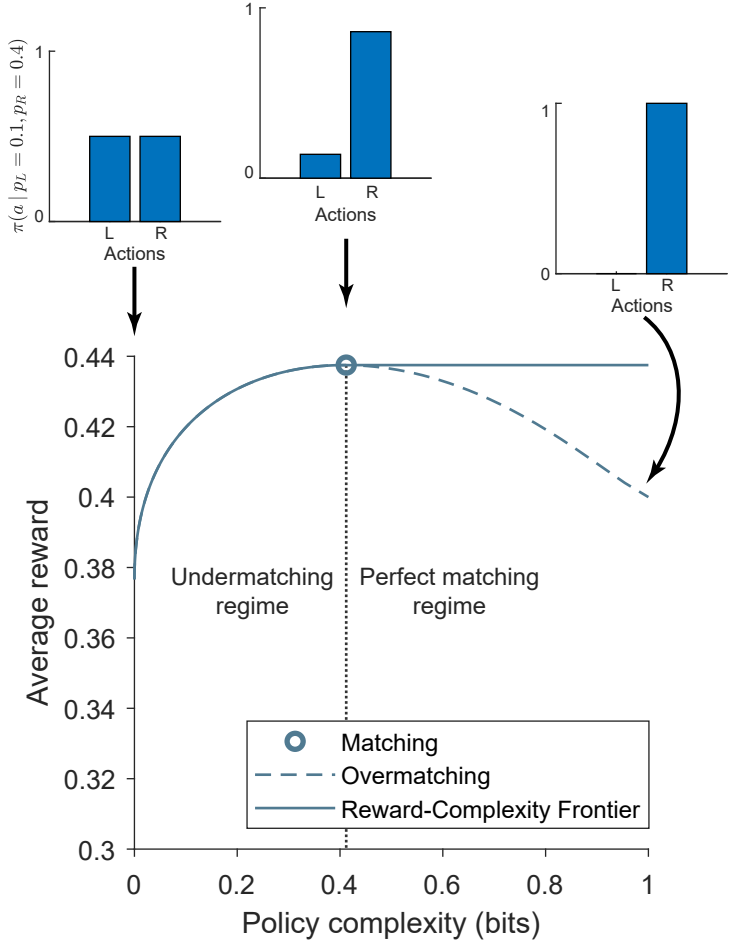 π(a | p_L = 0.1, p_R = 0.4)
1
0
L R
Actions
1
0
L R
Actions
1
0
L R
Actions
Average reward
0.44
0.42
0.4
0.38
0.36
0.34
0.32
0.3
Undermatching
regime
Perfect matching
regime
Matching
Overmatching
Reward-Complexity Frontier
0 0.2 0.4 0.6 0.8 1
Policy complexity (bits)